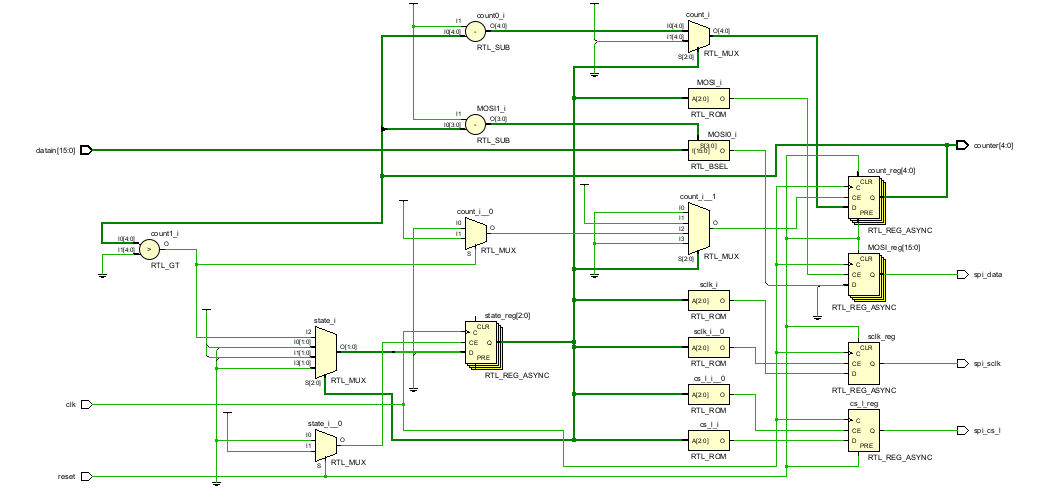 count0_i
I1
I0[4:0]
O[4:0]
-
RTL_SUB
count_i
I0[4:0]
I1[4:0]
O[4:0]
S[2:0]
RTL_MUX
MOSI_i
A[2:0]
O
RTL_ROM
MOSI1_i
I1
I0[3:0]
O[3:0]
-
RTL_SUB
MOSI0_i
S[3:0]
I[15:0]
O
RTL_BSEL
datain[15:0]
counter[4:0]
count_reg[4:0]
CLR
C
CE
Q
D
PRE
RTL_REG_ASYNC
count_i__0
I0
I1
O
S
RTL_MUX
count_i__1
I0
I1
I2
I3
O
S[2:0]
RTL_MUX
count1_i
I0[4:0]
I1[4:0]
O
>
RTL_GT
MOSI_reg[15:0]
CLR
C
CE
Q
D
PRE
RTL_REG_ASYNC
spi_data
sclk_i
A[2:0]
O
RTL_ROM
state_i
I2
I0[1:0]
I1[1:0]
I3[1:0]
O[1:0]
S[2:0]
RTL_MUX
state_reg[2:0]
CLR
C
CE
Q
D
PRE
RTL_REG_ASYNC
sclk_i__0
A[2:0]
O
RTL_ROM
sclk_reg
CLR
C
CE
Q
D
RTL_REG_ASYNC
spi_sclk
cs_l_i__0
A[2:0]
O
RTL_ROM
clk
state_i__0
I0
I1
O
S
RTL_MUX
cs_l_i
A[2:0]
O
RTL_ROM
cs_l_reg
C
CE
Q
D
PRE
RTL_REG_ASYNC
spi_cs_l
reset